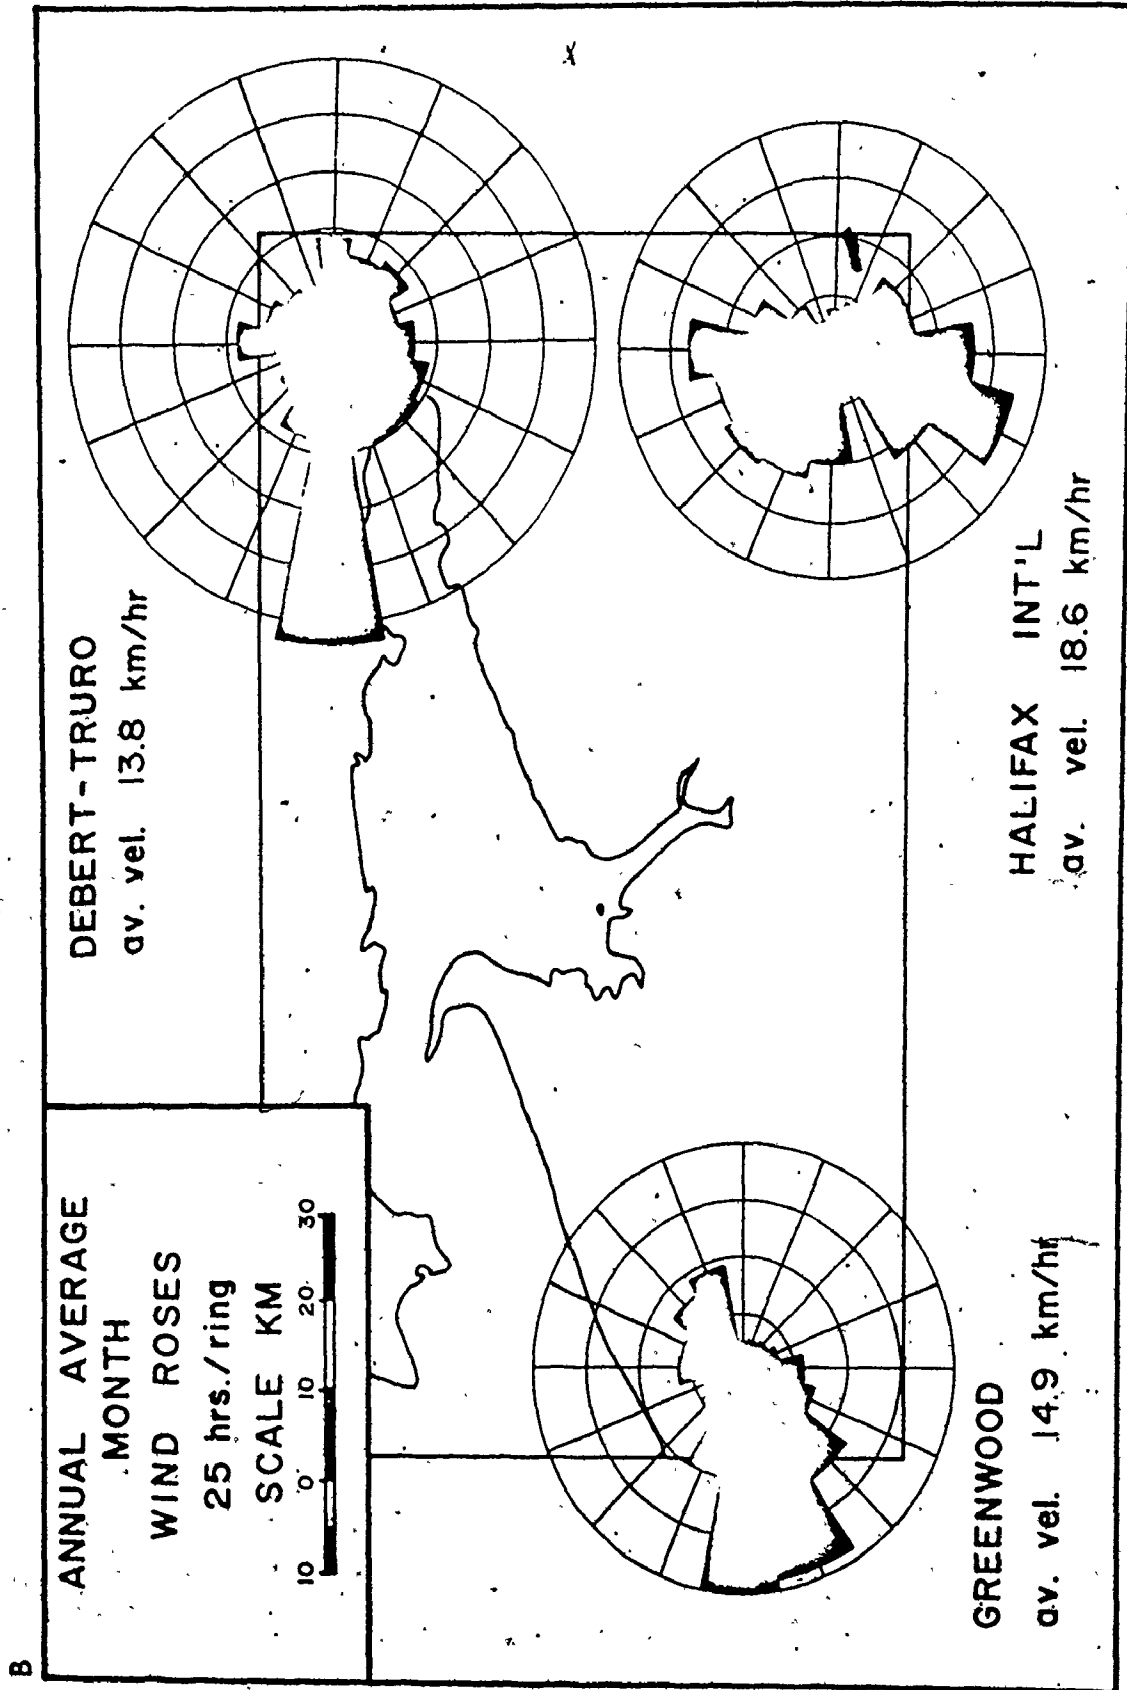 B
ANNUAL AVERAGE
MONTH
WIND ROSES
25 hrs./ring
SCALE KM
10 0 10 20 30
DEBERT-TRURO
av. vel. 13.8 km/hr
GREENWOOD
av. vel. 14.9 km/hr
HALIFAX INT'L
av. vel. 18.6 km/hr